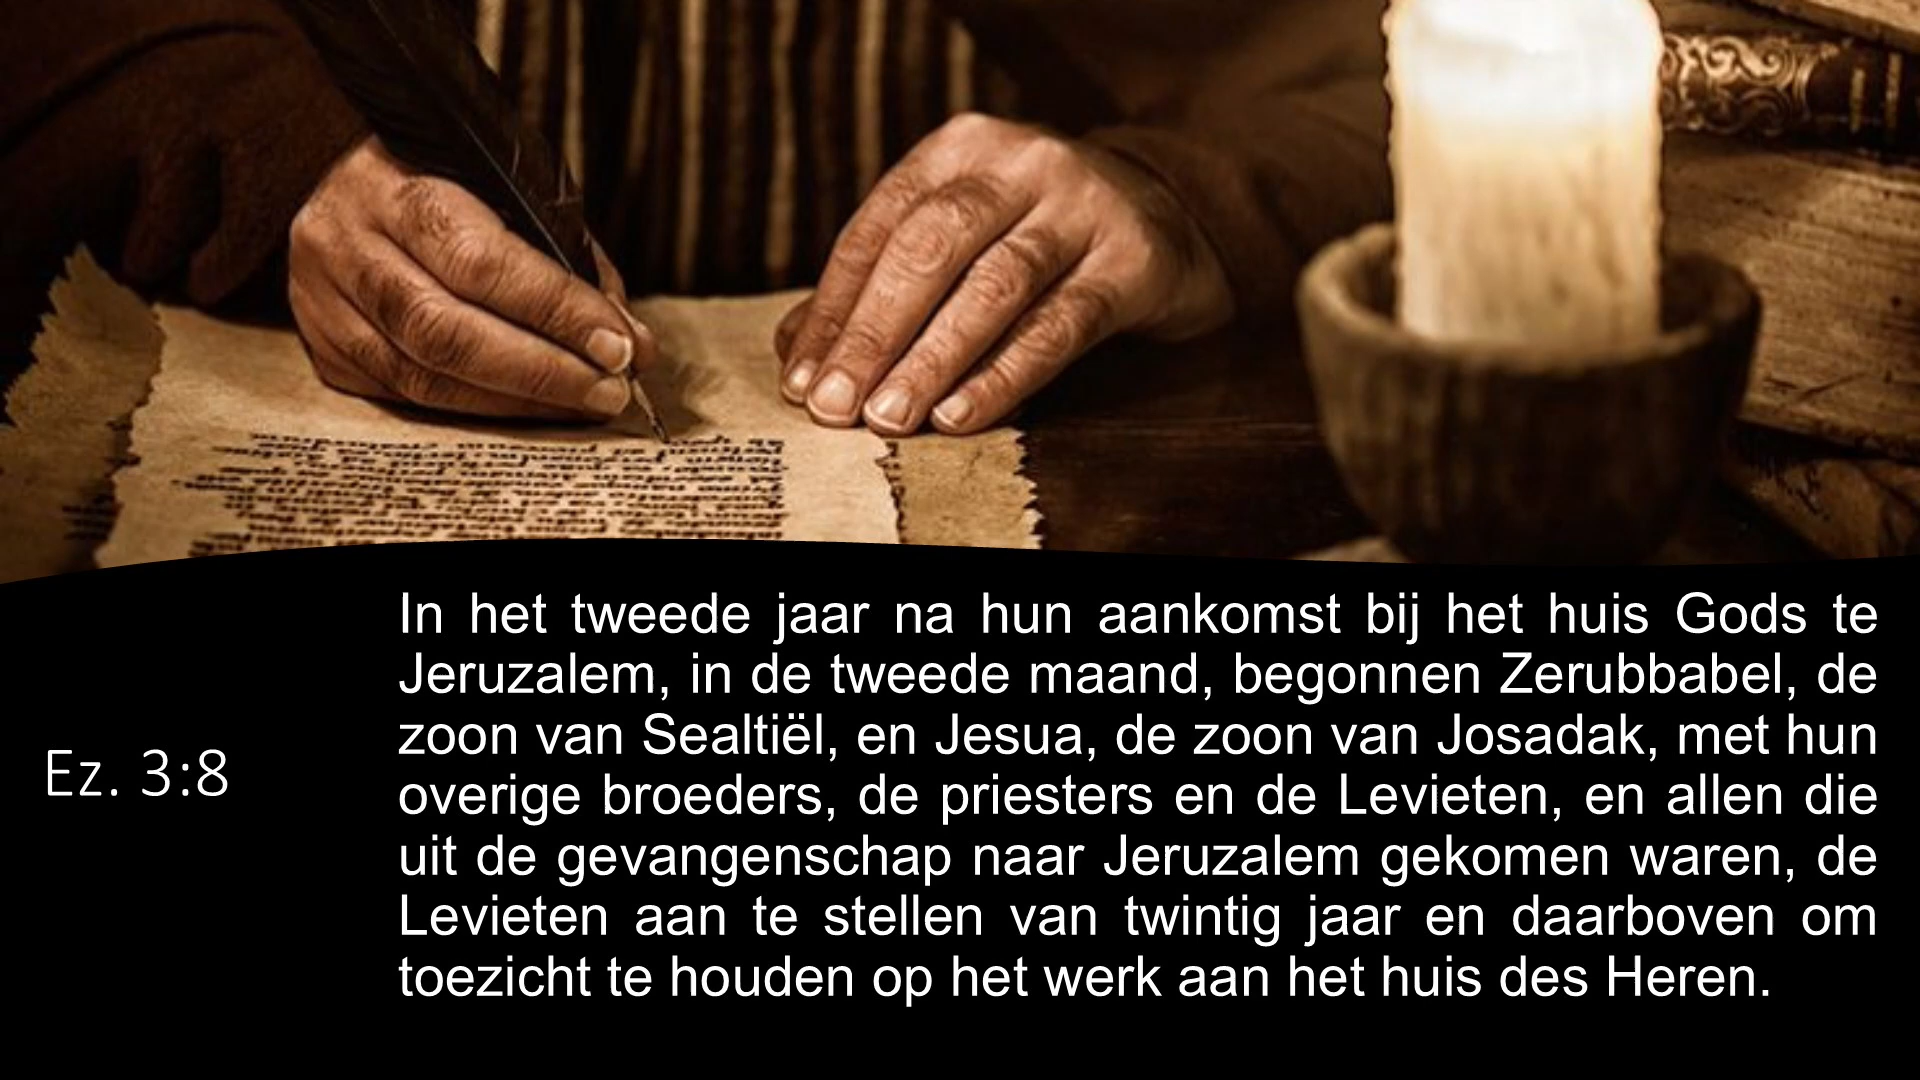 In het tweede jaar na hun aankomst bij het huis Gods te
Jeruzalem, in de tweede maand, begonnen Zerubbabel, de
zoon van Sealtiël, en Jesua, de zoon van Josadak, met hun
overige broeders, de priesters en de Levieten, en allen die
uit de gevangenschap naar Jeruzalem gekomen waren, de
Levieten aan te stellen van twintig jaar en daarboven om
toezicht te houden op het werk aan het huis des Heren.
Ez. 3:8